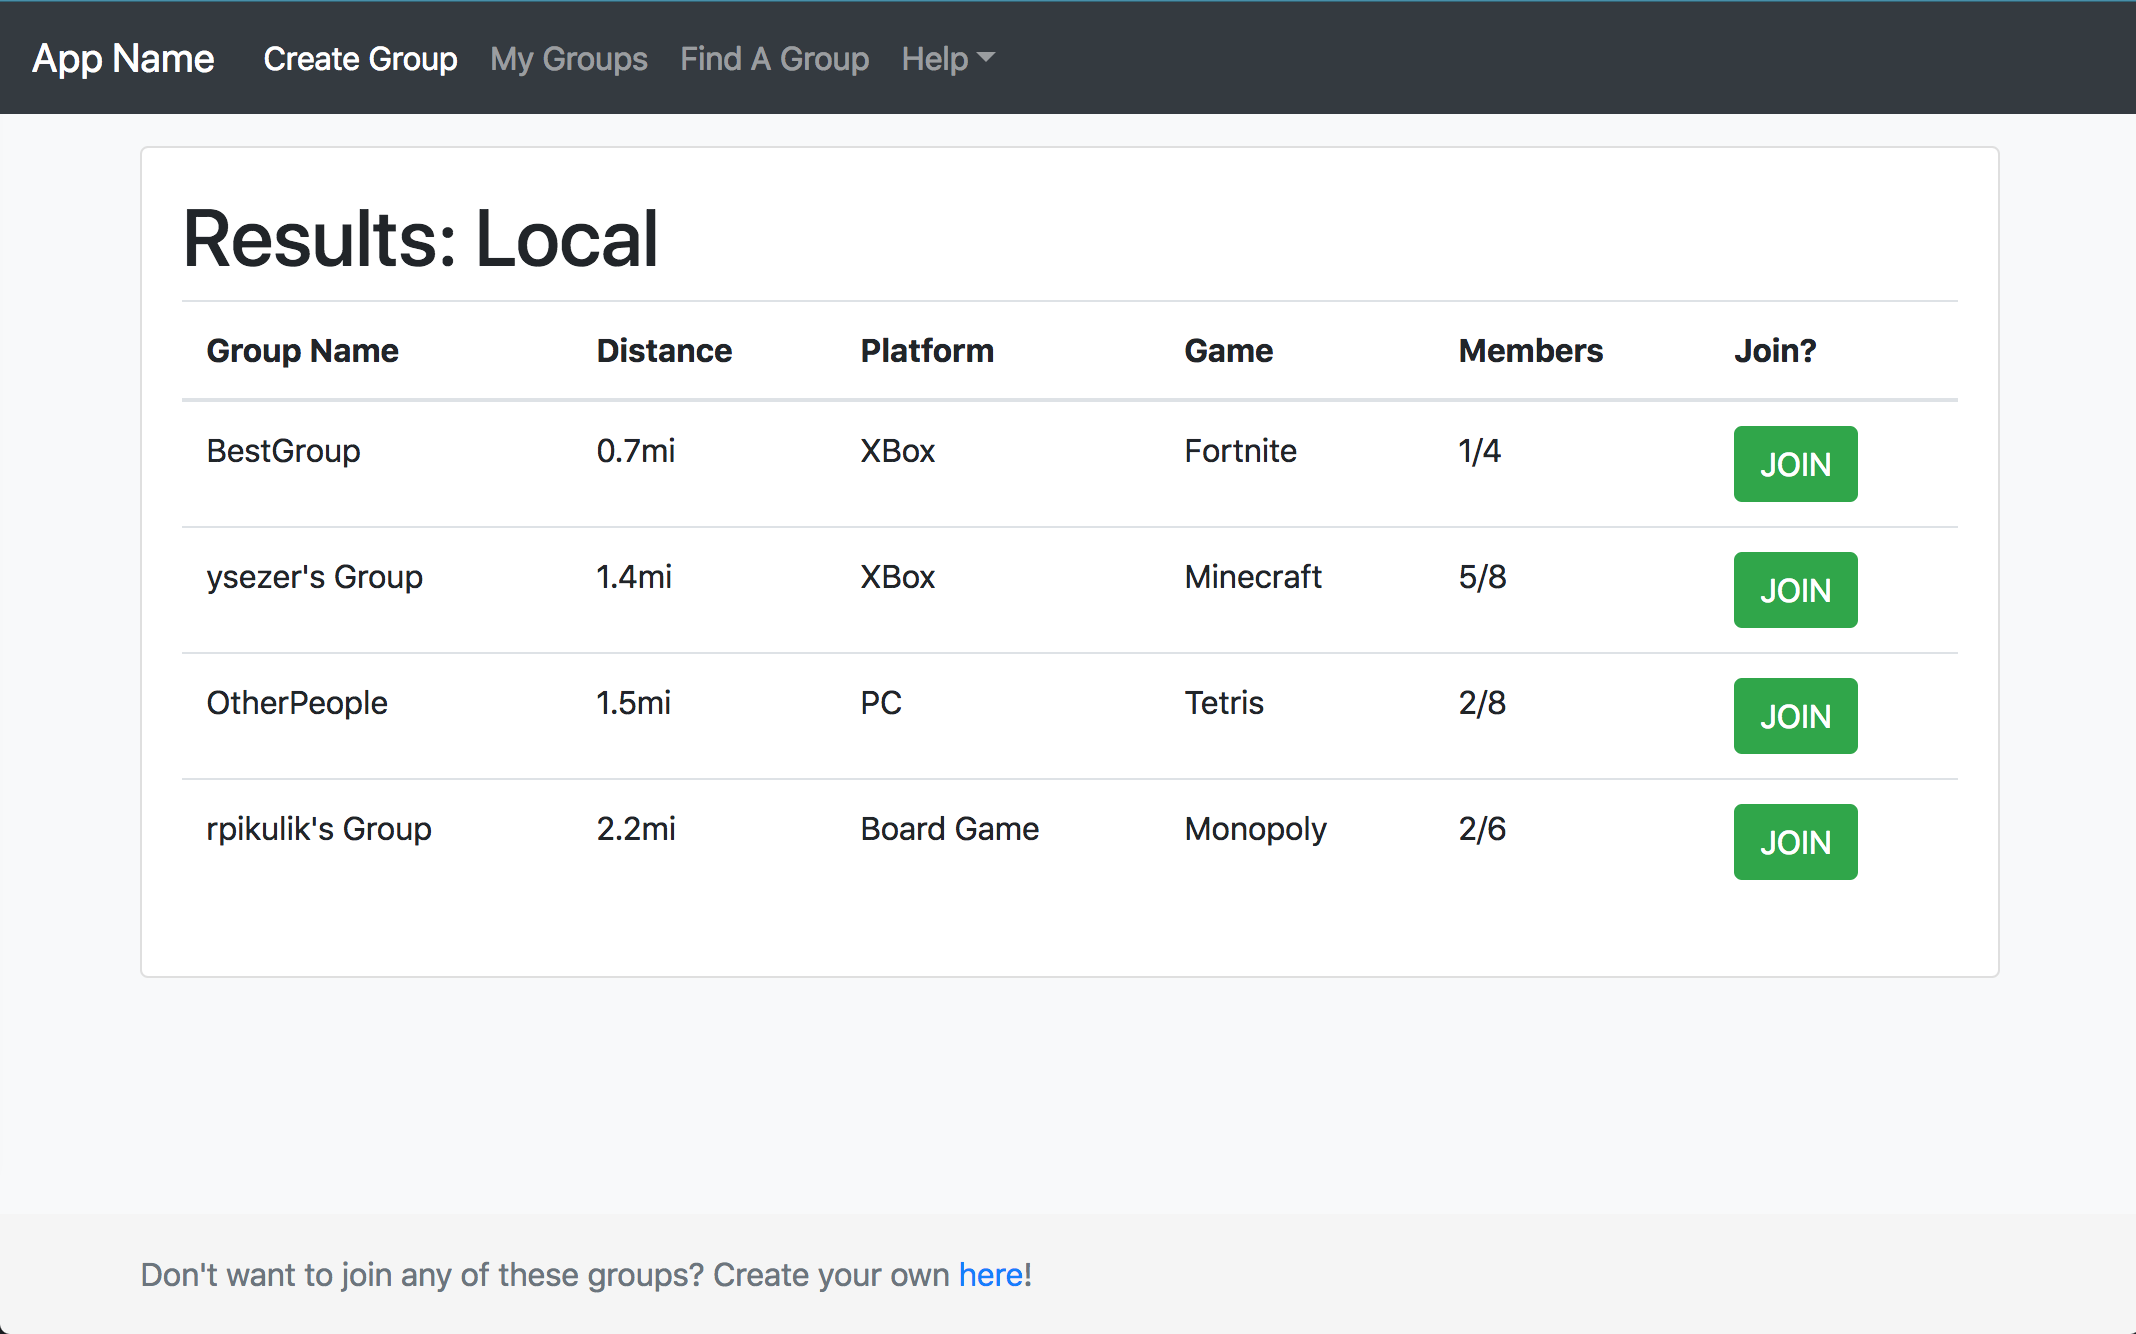 App Name Create Group My Groups Find A Group Help
Results: Local
Group Name Distance Platform Game Members Join?
BestGroup 0.7mi XBox Fortnite 1/4 JOIN
ysezer's Group 1.4mi XBox Minecraft 5/8 JOIN
OtherPeople 1.5mi PC Tetris 2/8 JOIN
rpikulik's Group 2.2mi Board Game Monopoly 2/6 JOIN
Don't want to join any of these groups? Create your own here!